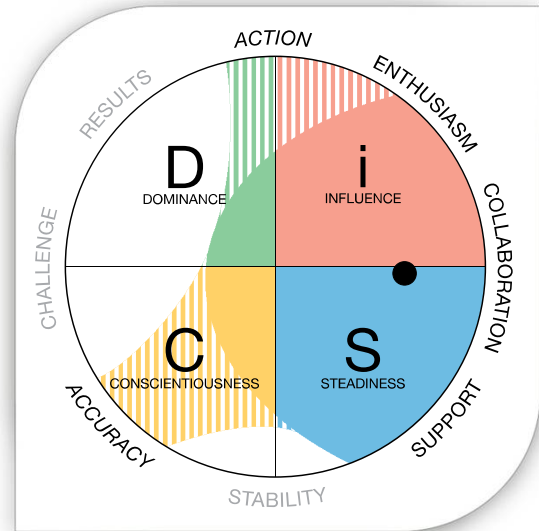 ACTION
RESULTS
ENTHUSIASM
D
DOMINANCE
i
INFLUENCE
CHALLENGE
COLLABORATION
C
CONSCIENTIOUSNESS
S
STEADINESS
ACCURACY
SUPPORT
STABILITY